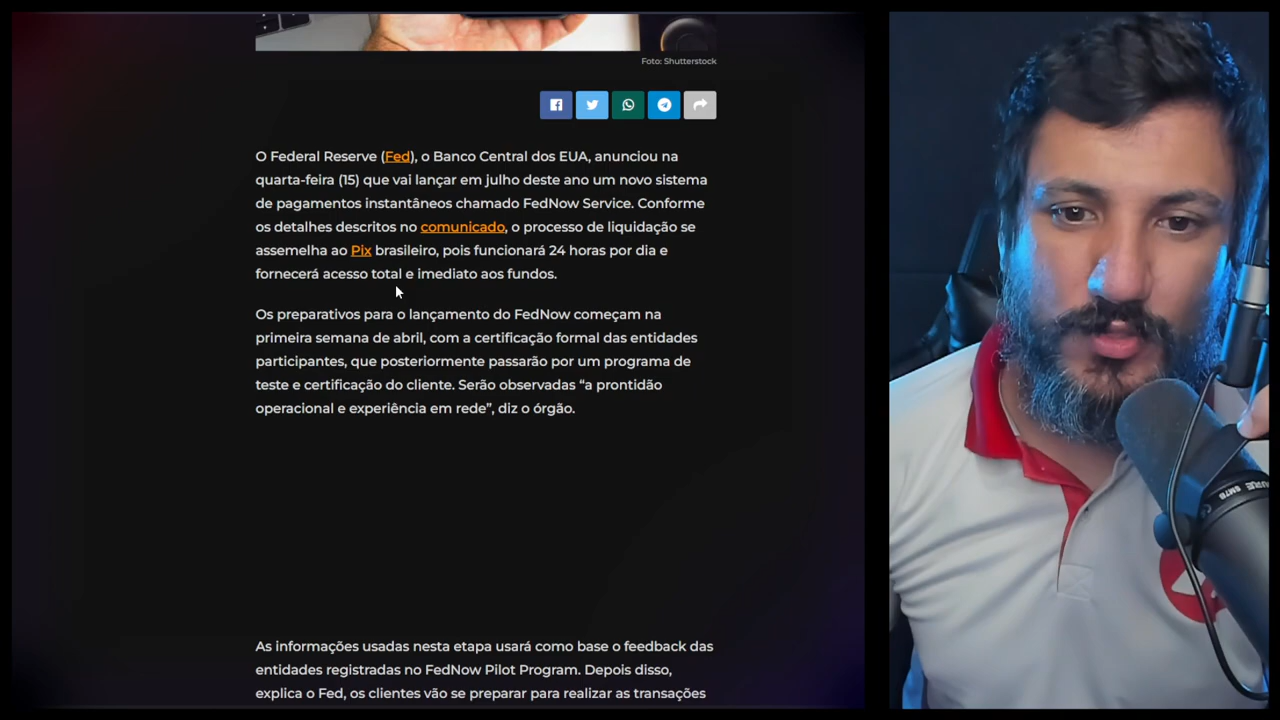 Foto: Shutterstock
O Federal Reserve (Fed), o Banco Central dos EUA, anunciou na
quarta-feira (15) que vai lançar em julho deste ano um novo sistema
de pagamentos instantâneos chamado FedNow Service. Conforme
os detalhes descritos no comunicado, o processo de liquidação se
assemelha ao Pix brasileiro, pois funcionará 24 horas por dia e
fornecerá acesso total e imediato aos fundos.
Os preparativos para o lançamento do FedNow começam na
primeira semana de abril, com a certificação formal das entidades
participantes, que posteriormente passarão por um programa de
teste e certificação do cliente. Serão observadas “a prontidão
operacional e experiência em rede”, diz o órgão.
As informações usadas nesta etapa usará como base o feedback das
entidades registradas no FedNow Pilot Program. Depois disso,
explica o Fed, os clientes vão se preparar para realizar as transações